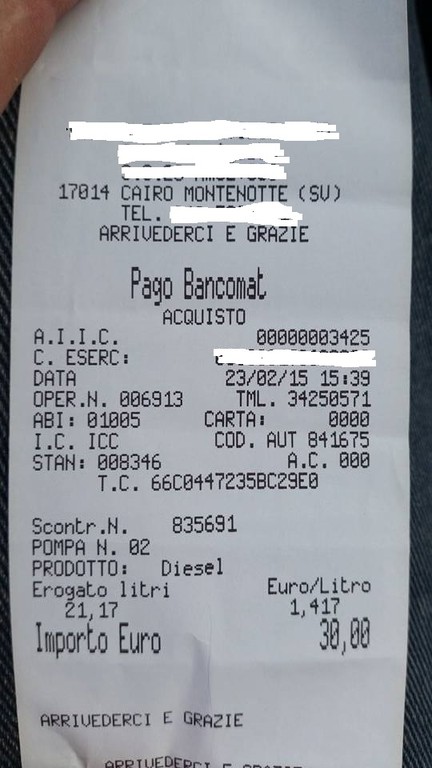 17014 CAIRO MONTENOTTE (SV)
TEL.
ARRIVEDERCI E GRAZIE
Pago Bancomat
ACQUISTO
A.I.I.C. 00000003425
C. ESERC:
DATA 23/02/15 15:39
OPER.N. 006913 TML. 34250571
ABI: 01005 CARTA: 0000
I.C. ICC COD. AUT 841675
STAN: 008346 A.C. 000
T.C. 66C0447235BC29E0
Scontr.N. 835691
POMPA N. 02
PRODOTTO: Diesel
Erogato litri Euro/Litro
21,17 1,417
Importo Euro 30,00
ARRIVEDERCI E GRAZIE
ARRIVEDERCI E GRAZIE